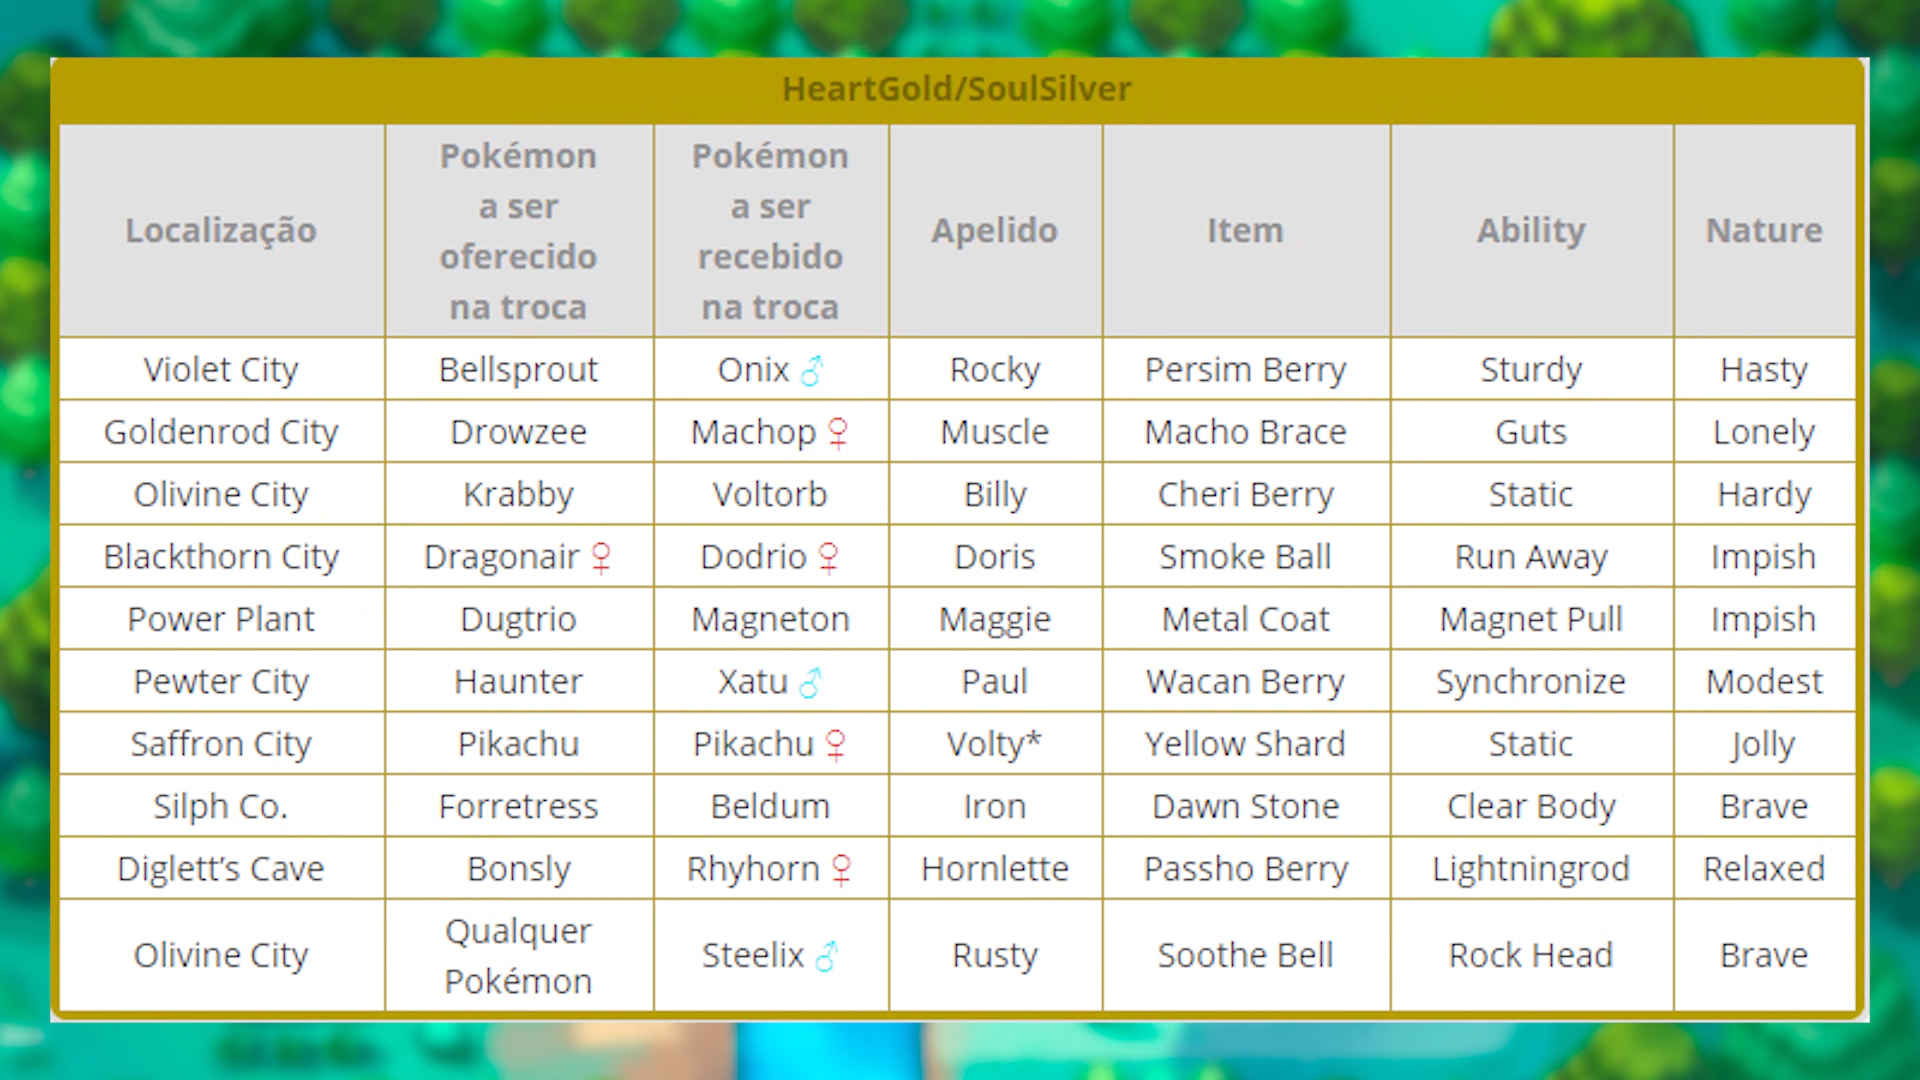 HeartGold/SoulSilver
Localização | Pokémon a ser oferecido na troca | Pokémon a ser recebido na troca | Apelido | Item | Ability | Nature
Violet City | Bellsprout | Onix ♂ | Rocky | Persim Berry | Sturdy | Hasty
Goldenrod City | Drowzee | Machop ♀ | Muscle | Macho Brace | Guts | Lonely
Olivine City | Krabby | Voltorb | Billy | Cheri Berry | Static | Hardy
Blackthorn City | Dragonair ♀ | Dodrio ♀ | Doris | Smoke Ball | Run Away | Impish
Power Plant | Dugtrio | Magneton | Maggie | Metal Coat | Magnet Pull | Impish
Pewter City | Haunter | Xatu ♂ | Paul | Wacan Berry | Synchronize | Modest
Saffron City | Pikachu | Pikachu ♀ | Volty* | Yellow Shard | Static | Jolly
Silph Co. | Forretress | Beldum | Iron | Dawn Stone | Clear Body | Brave
Diglett’s Cave | Bonsly | Rhyhorn ♀ | Hornlette | Passho Berry | Lightningrod | Relaxed
Olivine City | Qualquer Pokémon | Steelix ♂ | Rusty | Soothe Bell | Rock Head | Brave